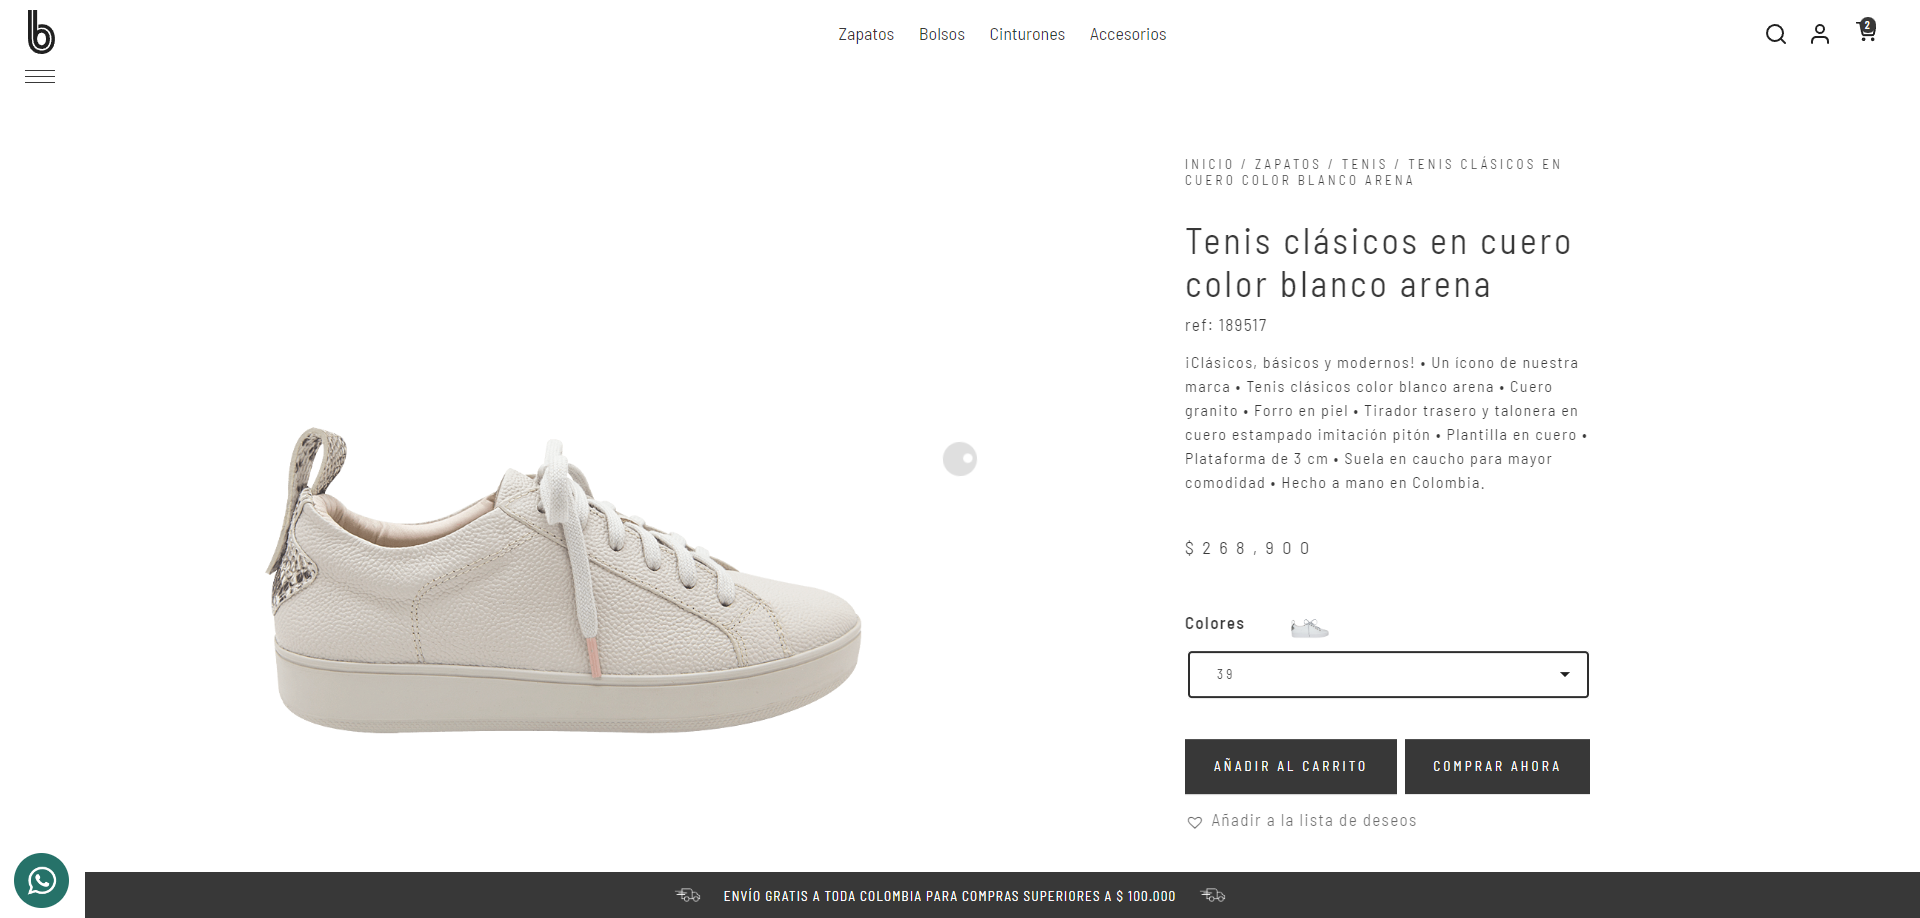 b
Zapatos Bolsos Cinturones Accesorios
2
INICIO / ZAPATOS / TENIS / TENIS CLÁSICOS EN
CUERO COLOR BLANCO ARENA
Tenis clásicos en cuero
color blanco arena
ref: 189517
¡Clásicos, básicos y modernos! • Un ícono de nuestra
marca • Tenis clásicos color blanco arena • Cuero
granito • Forro en piel • Tirador trasero y talonera en
cuero estampado imitación pitón • Plantilla en cuero •
Plataforma de 3 cm • Suela en caucho para mayor
comodidad • Hecho a mano en Colombia.
$268,900
Colores
39
AÑADIR AL CARRITO COMPRAR AHORA
Añadir a la lista de deseos
ENVÍO GRATIS A TODA COLOMBIA PARA COMPRAS SUPERIORES A $ 100.000